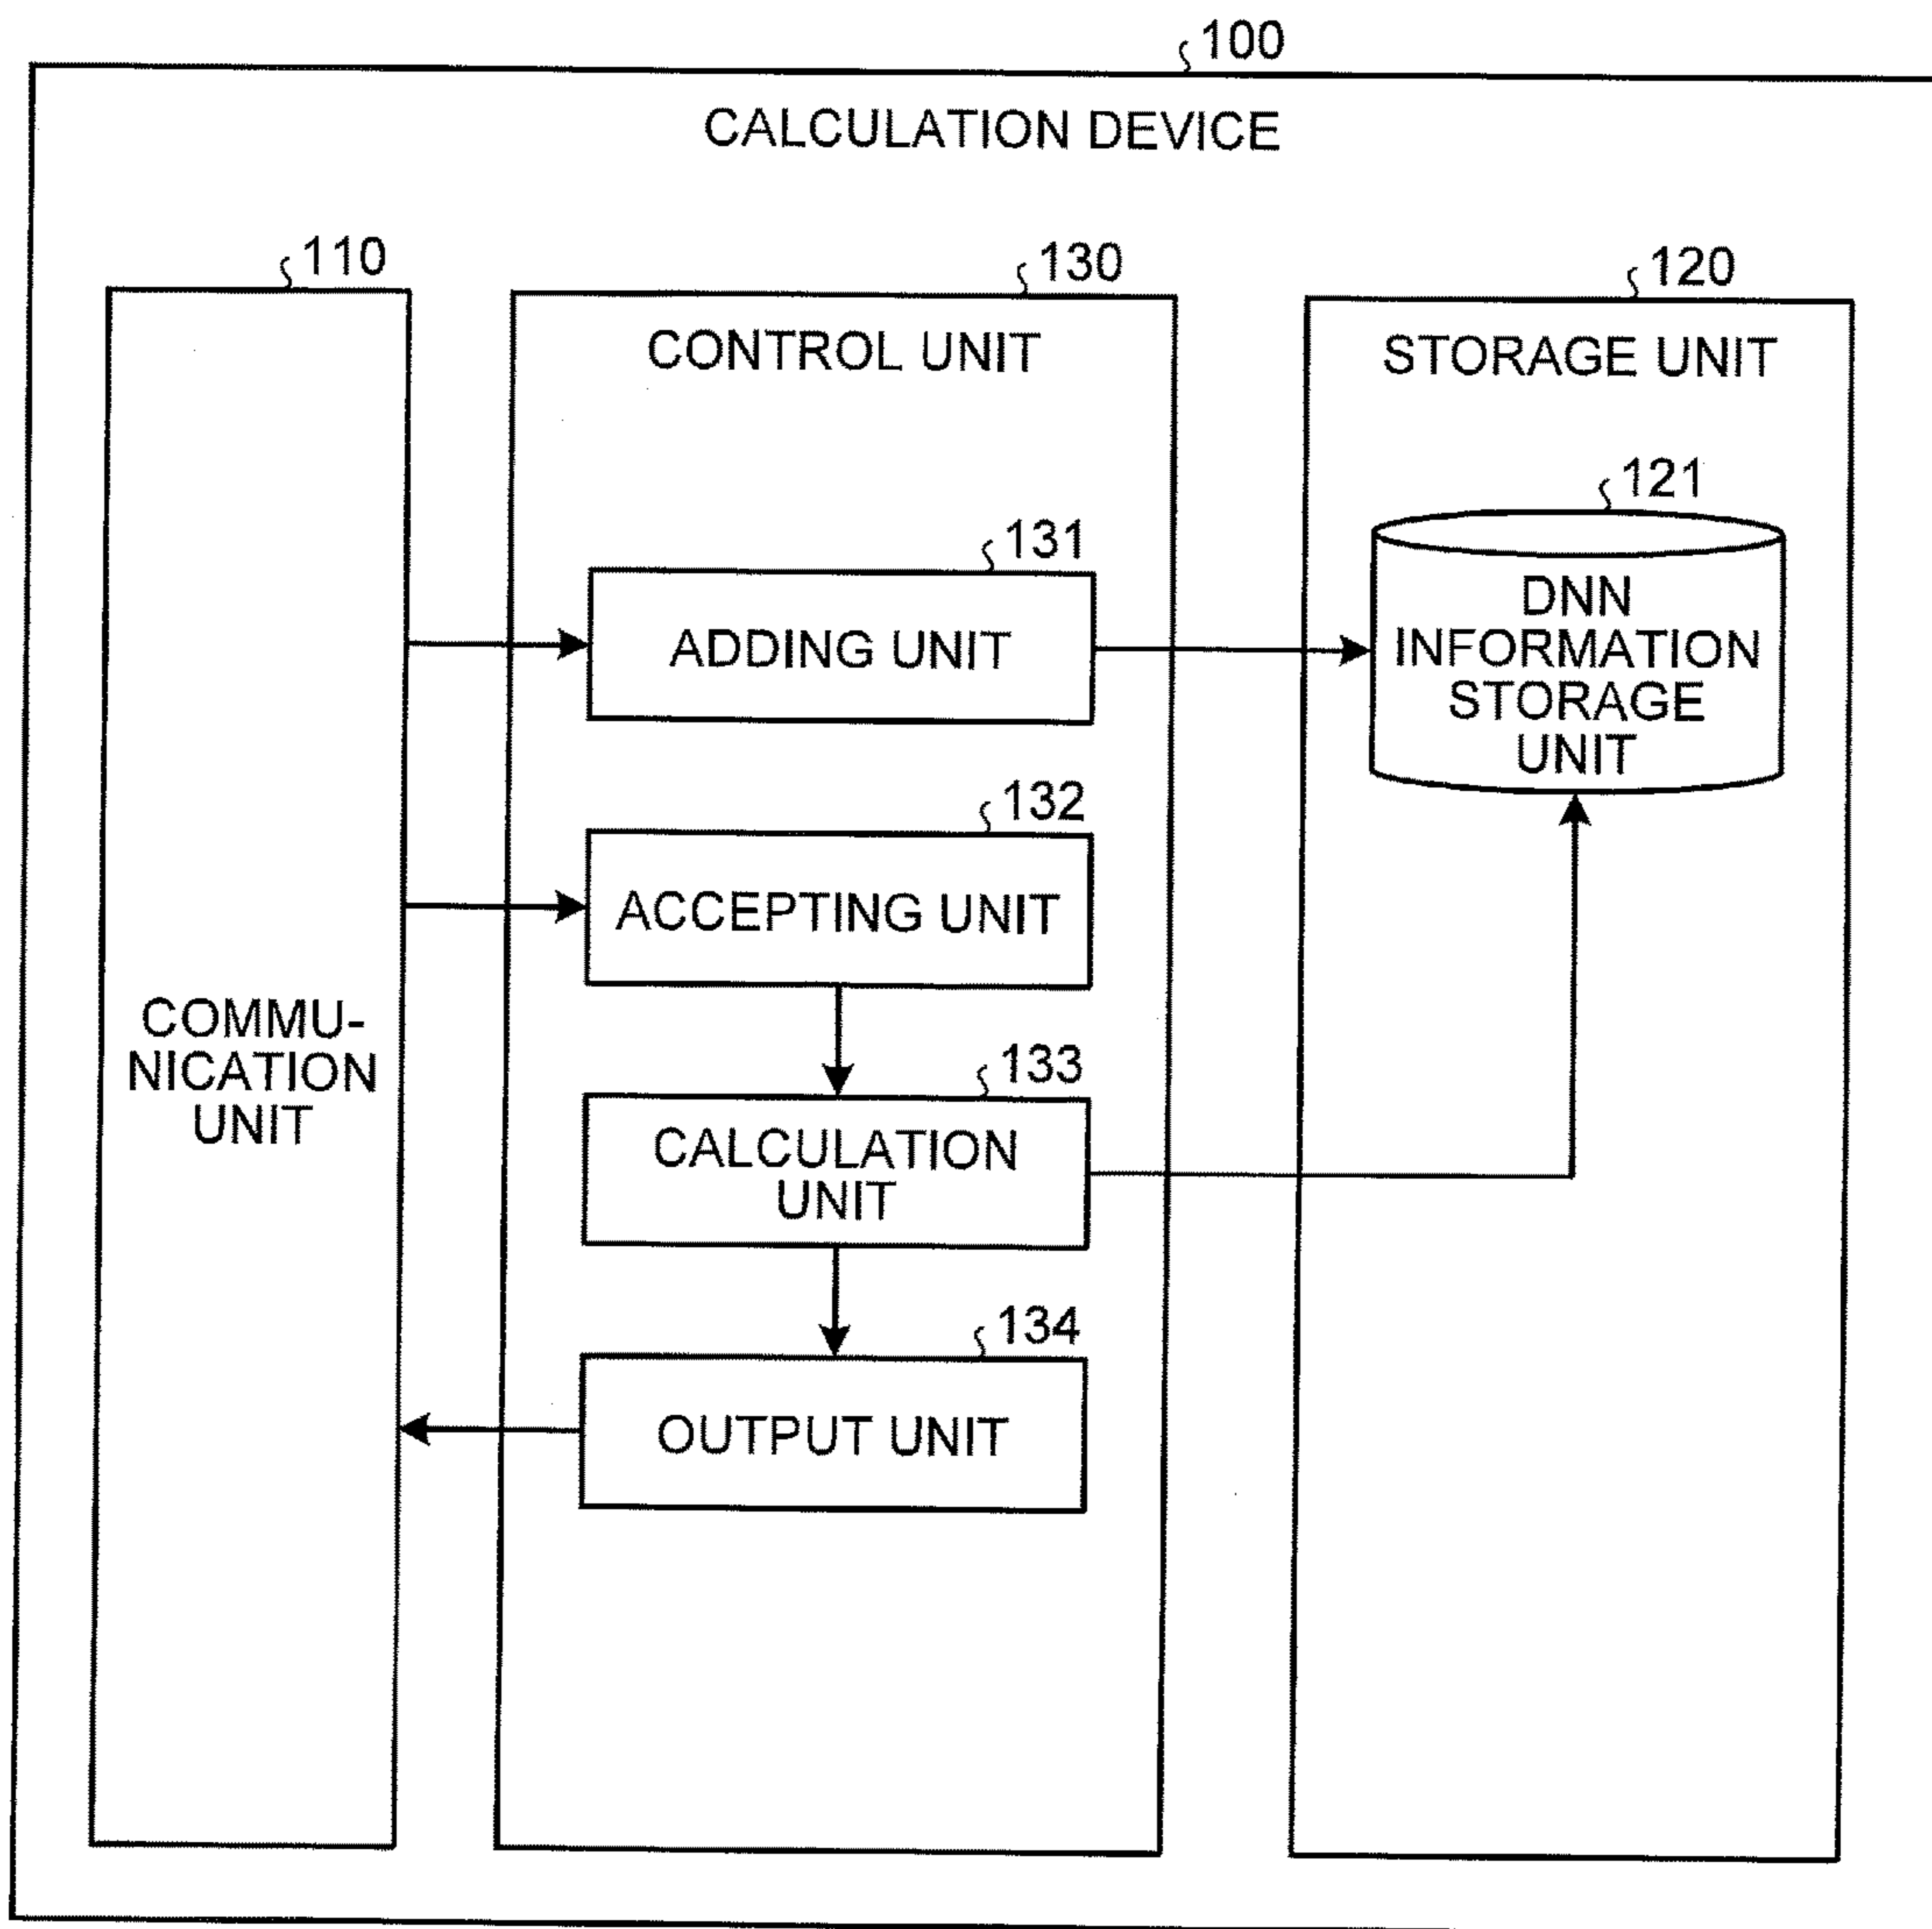 100
CALCULATION DEVICE
110
130
120
CONTROL UNIT
STORAGE UNIT
121
DNN
INFORMATION
STORAGE
UNIT
131
ADDING UNIT
132
ACCEPTING UNIT
COMMU-
NICATION
UNIT
133
CALCULATION
UNIT
134
OUTPUT UNIT